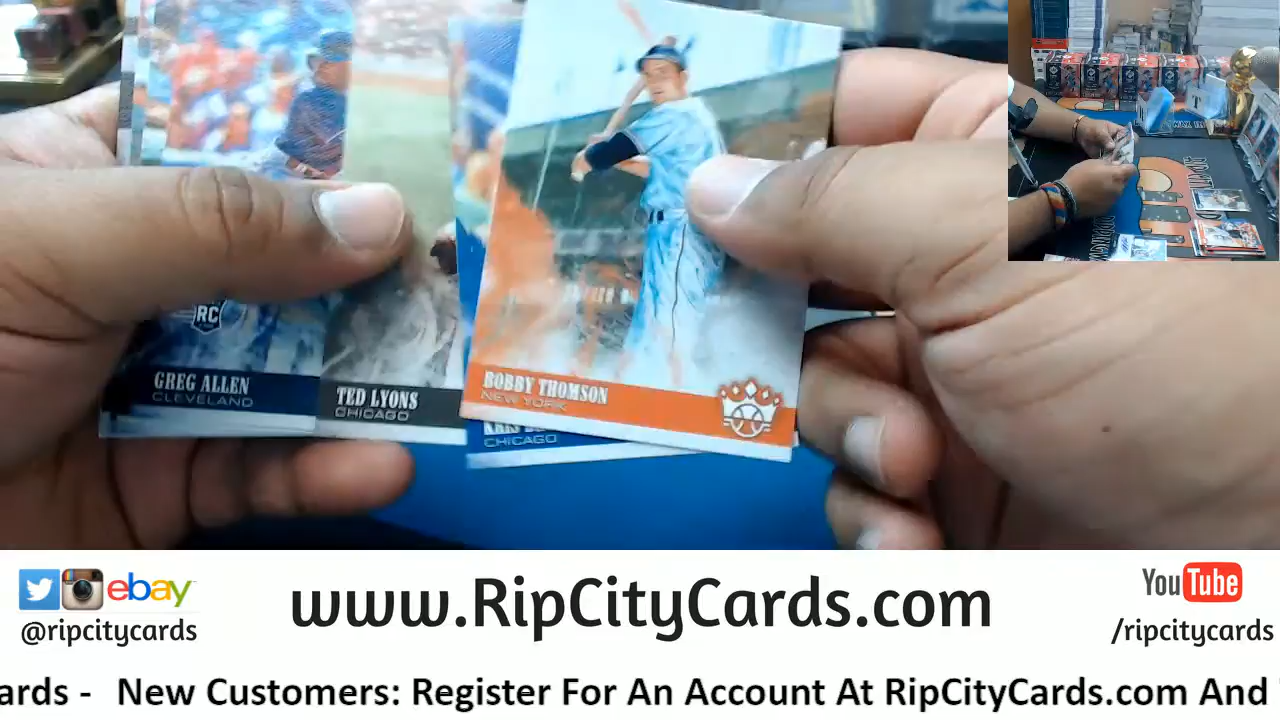 RC
GREG ALLEN
CLEVELAND
TED LYONS
CHICAGO
BOBBY THOMSON
NEW YORK
CHICAGO
ebay
@ripcitycards
www.RipCityCards.com
YouTube
/ripcitycards
ards - New Customers: Register For An Account At RipCityCards.com And